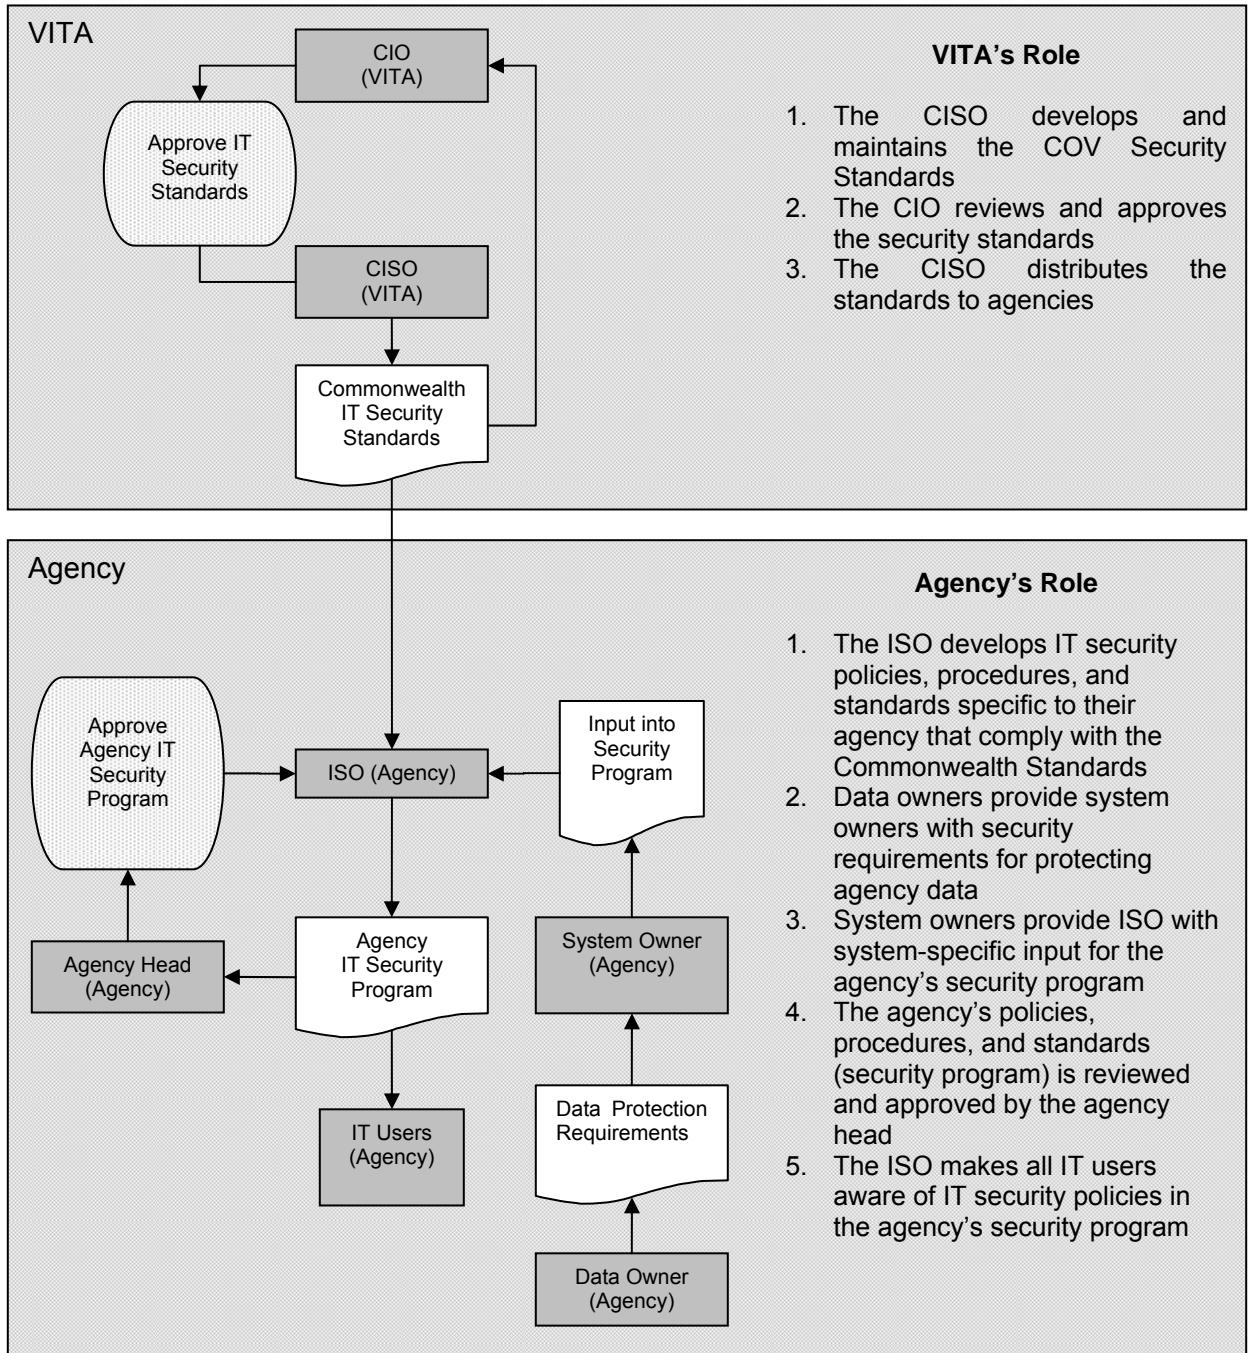 VITA
CIO
(VITA)
Approve IT
Security
Standards
CISO
(VITA)
Commonwealth
IT Security
Standards
VITA's Role
1. The CISO develops and
maintains the COV Security
Standards
2. The CIO reviews and approves
the security standards
3. The CISO distributes the
standards to agencies
Agency
Approve
Agency IT
Security
Program
ISO (Agency)
Input into
Security
Program
Agency Head
(Agency)
Agency
IT Security
Program
System Owner
(Agency)
IT Users
(Agency)
Data Protection
Requirements
Data Owner
(Agency)
Agency's Role
1. The ISO develops IT security
policies, procedures, and
standards specific to their
agency that comply with the
Commonwealth Standards
2. Data owners provide system
owners with security
requirements for protecting
agency data
3. System owners provide ISO with
system-specific input for the
agency's security program
4. The agency's policies,
procedures, and standards
(security program) is reviewed
and approved by the agency
head
5. The ISO makes all IT users
aware of IT security policies in
the agency's security program